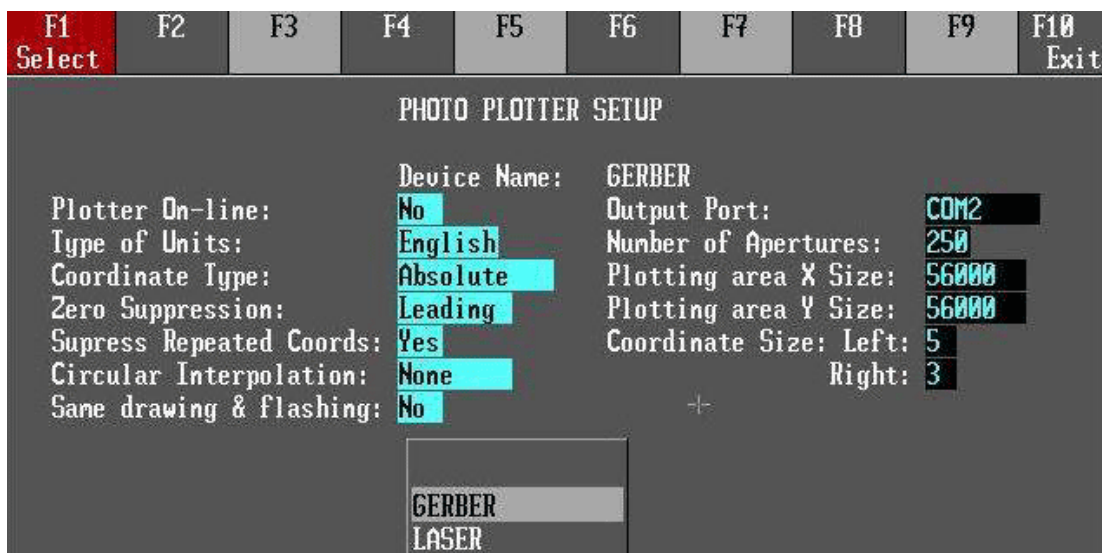 F1 F2 F3 F4 F5 F6 F7 F8 F9 F10
Select Exit
PHOTO PLOTTER SETUP
Device Name: GERBER
Plotter On-line: No Output Port: COM2
Type of Units: English Number of Apertures: 250
Coordinate Type: Absolute Plotting area X Size: 56000
Zero Suppression: Leading Plotting area Y Size: 56000
Supress Repeated Coords: Yes Coordinate Size: Left: 5
Circular Interpolation: None Right: 3
Same drawing & flashing: No
GERBER
LASER